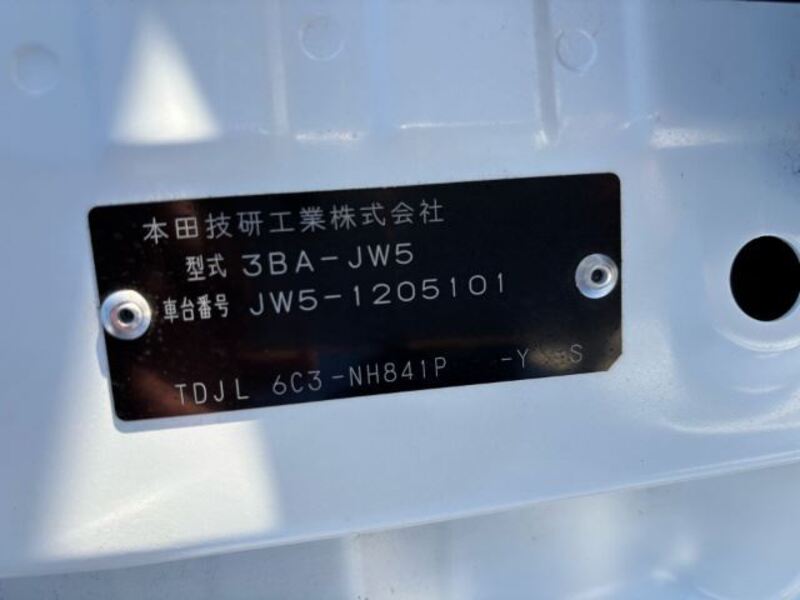 本田技研工業株式会社
型式 3BA-JW5
車台番号 JW5-1205101
TDJL 6C3-NH841P -Y S